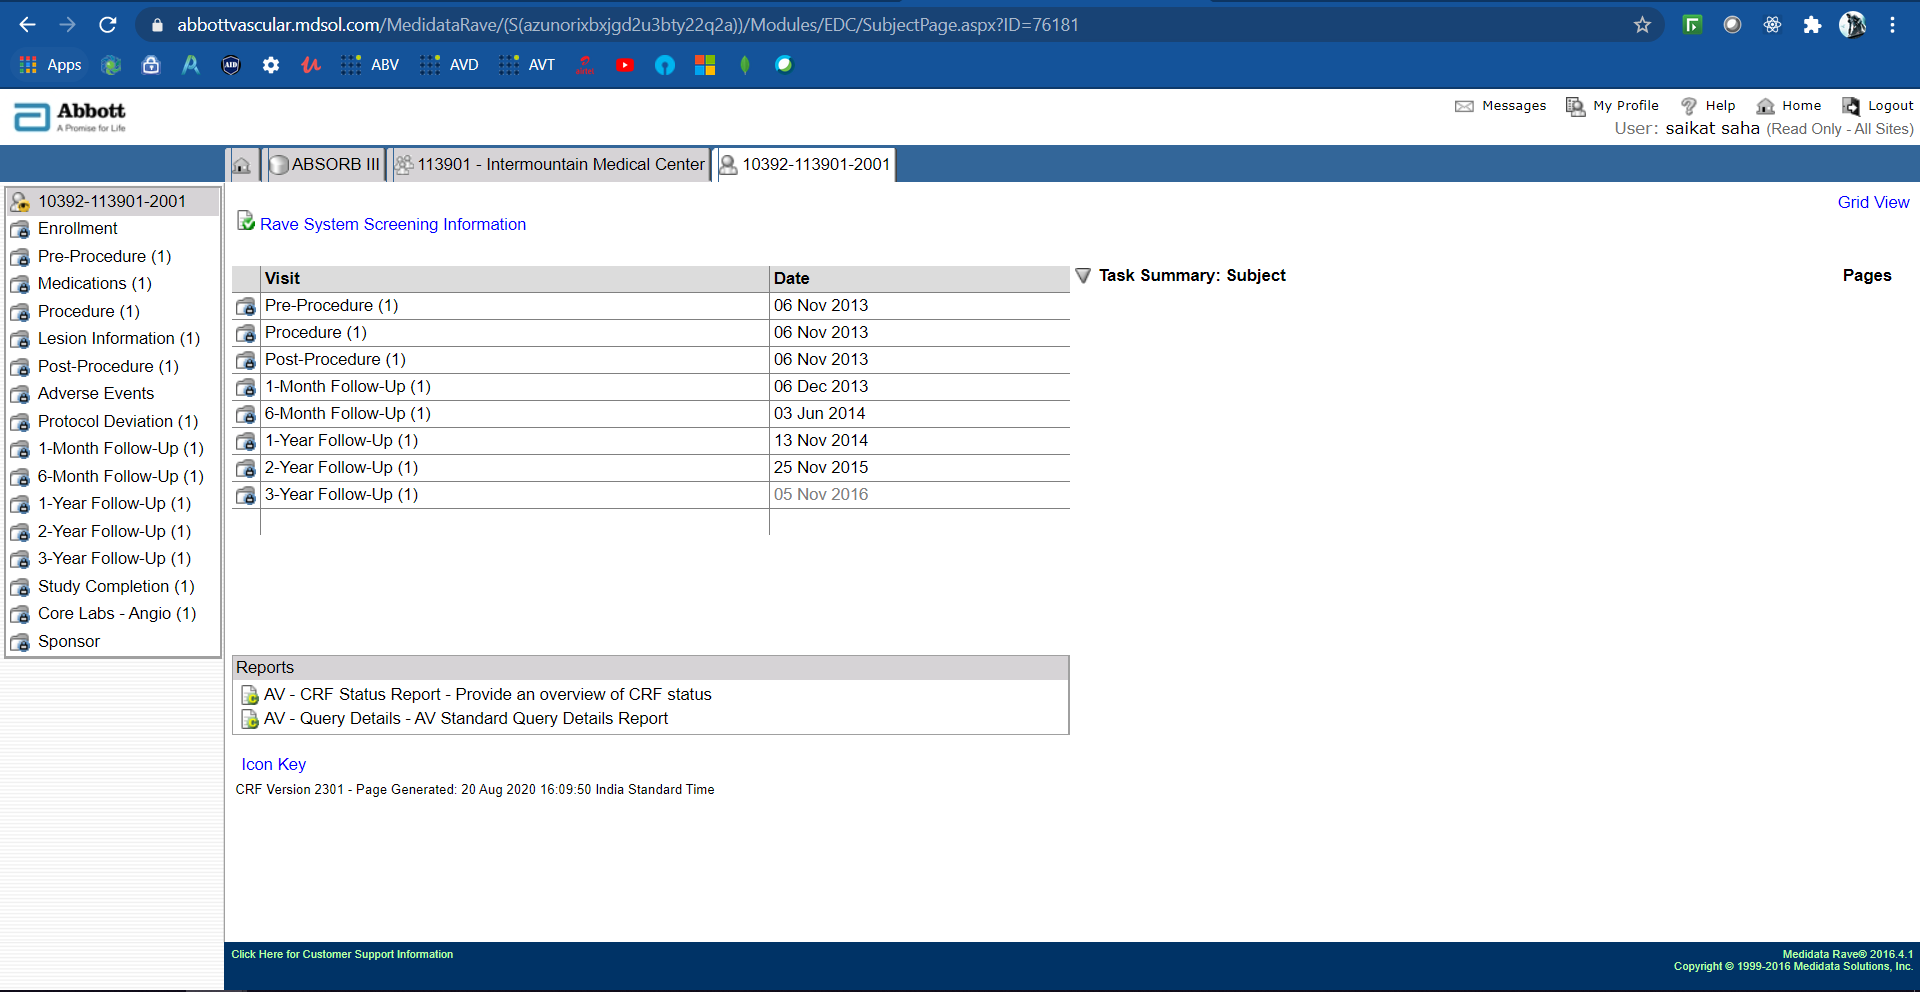 abbottvascular.mdsol.com/MedidataRave/(S(azunorixbxjgd2u3bty22q2a))/Modules/EDC/SubjectPage.aspx?ID=76181
Apps ABV AVD AVT
Abbott
A Promise for Life
Messages My Profile Help Home Logout
User: saikat saha (Read Only - All Sites)
ABSORB III 113901 - Intermountain Medical Center 10392-113901-2001
10392-113901-2001
Enrollment
Pre-Procedure (1)
Medications (1)
Procedure (1)
Lesion Information (1)
Post-Procedure (1)
Adverse Events
Protocol Deviation (1)
1-Month Follow-Up (1)
6-Month Follow-Up (1)
1-Year Follow-Up (1)
2-Year Follow-Up (1)
3-Year Follow-Up (1)
Study Completion (1)
Core Labs - Angio (1)
Sponsor
Grid View
Rave System Screening Information
Visit Date
Pre-Procedure (1) 06 Nov 2013
Procedure (1) 06 Nov 2013
Post-Procedure (1) 06 Nov 2013
1-Month Follow-Up (1) 06 Dec 2013
6-Month Follow-Up (1) 03 Jun 2014
1-Year Follow-Up (1) 13 Nov 2014
2-Year Follow-Up (1) 25 Nov 2015
3-Year Follow-Up (1) 05 Nov 2016
Task Summary: Subject Pages
Reports
AV - CRF Status Report - Provide an overview of CRF status
AV - Query Details - AV Standard Query Details Report
Icon Key
CRF Version 2301 - Page Generated: 20 Aug 2020 16:09:50 India Standard Time
Click Here for Customer Support Information
Medidata Rave® 2016.4.1
Copyright © 1999-2016 Medidata Solutions, Inc.